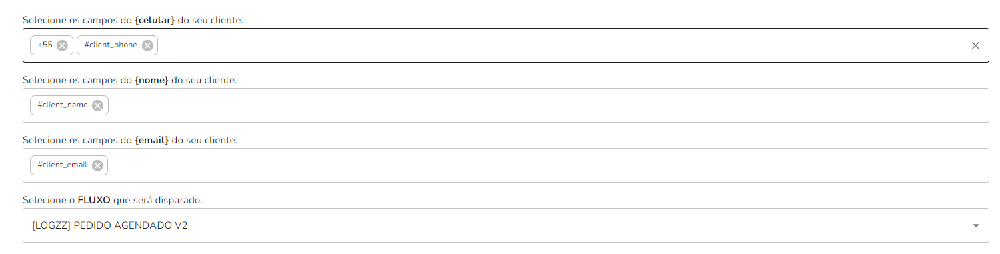 Selecione os campos do {celular} do seu cliente:
+55 #client_phone
Selecione os campos do {nome} do seu cliente:
#client_name
Selecione os campos do {email} do seu cliente:
#client_email
Selecione o FLUXO que será disparado:
[LOGZZ] PEDIDO AGENDADO V2